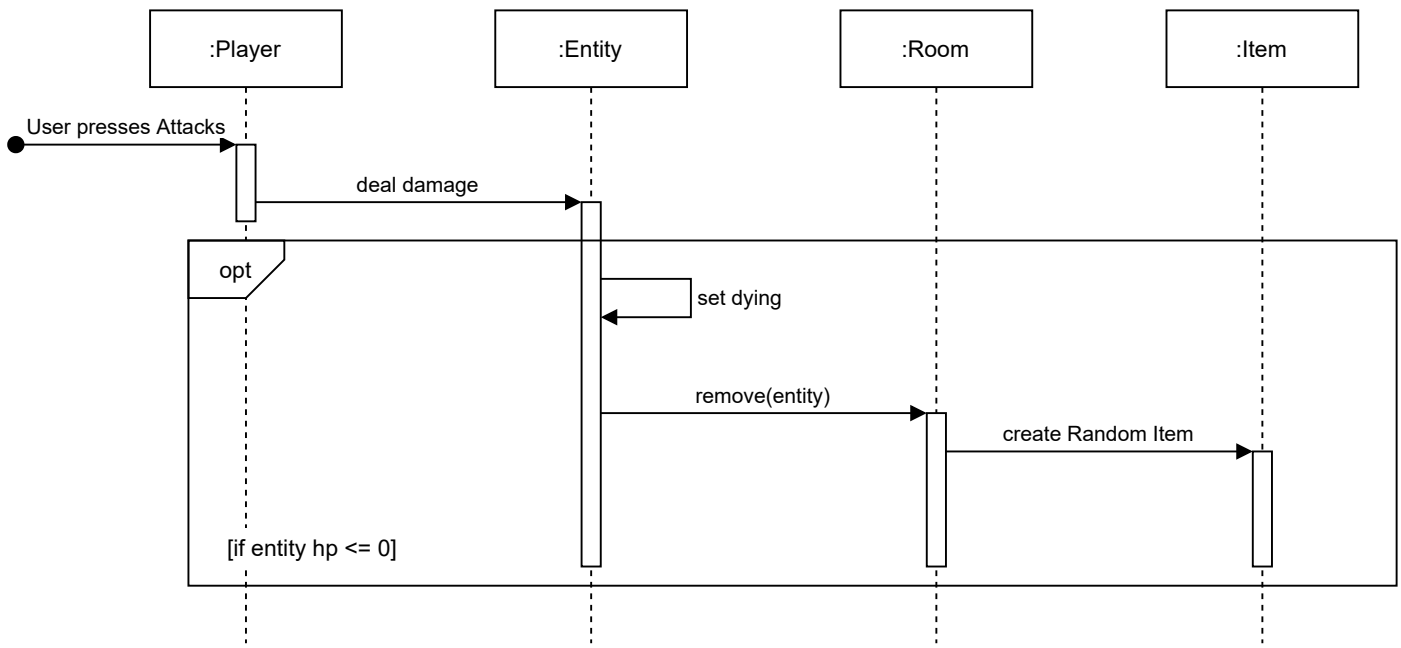 :Player
:Entity
:Room
:Item
User presses Attacks
deal damage
opt
set dying
remove(entity)
create Random Item
[if entity hp <= 0]